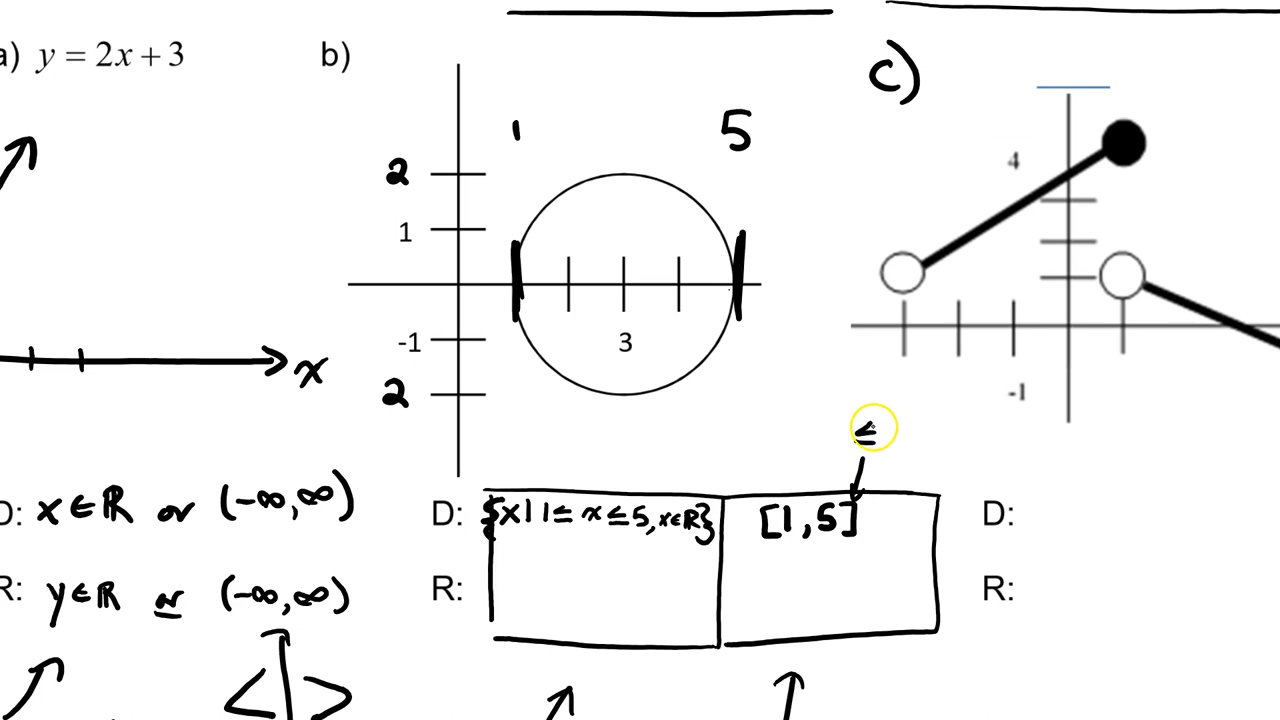 a) y = 2x + 3
b)
c)
1
5
2
1
-1
2
3
4
-1
x
≤
D: x∈ℝ or (-∞,∞)
D: {x|1≤x≤5, x∈ℝ}
[1,5]
D:
R: y∈ℝ or (-∞,∞)
R:
R:
< | >